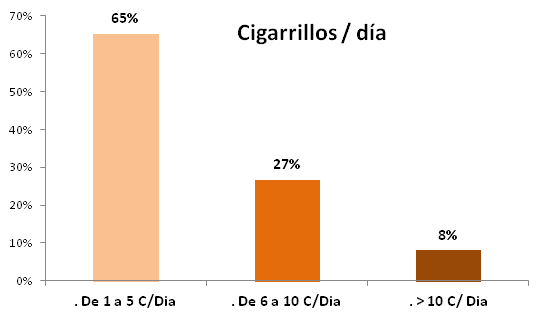 Cigarrillos / día
70%
60%
50%
40%
30%
20%
10%
0%
65%
27%
8%
. De 1 a 5 C/Dia
. De 6 a 10 C/Dia
. > 10 C/ Dia